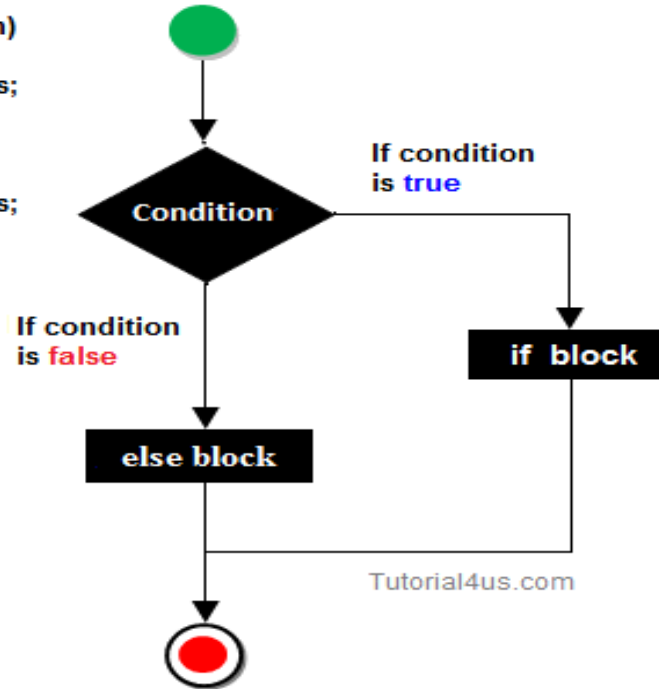 n)
s;
s;
If condition
is true
Condition
If condition
is false
if block
else block
Tutorial4us.com